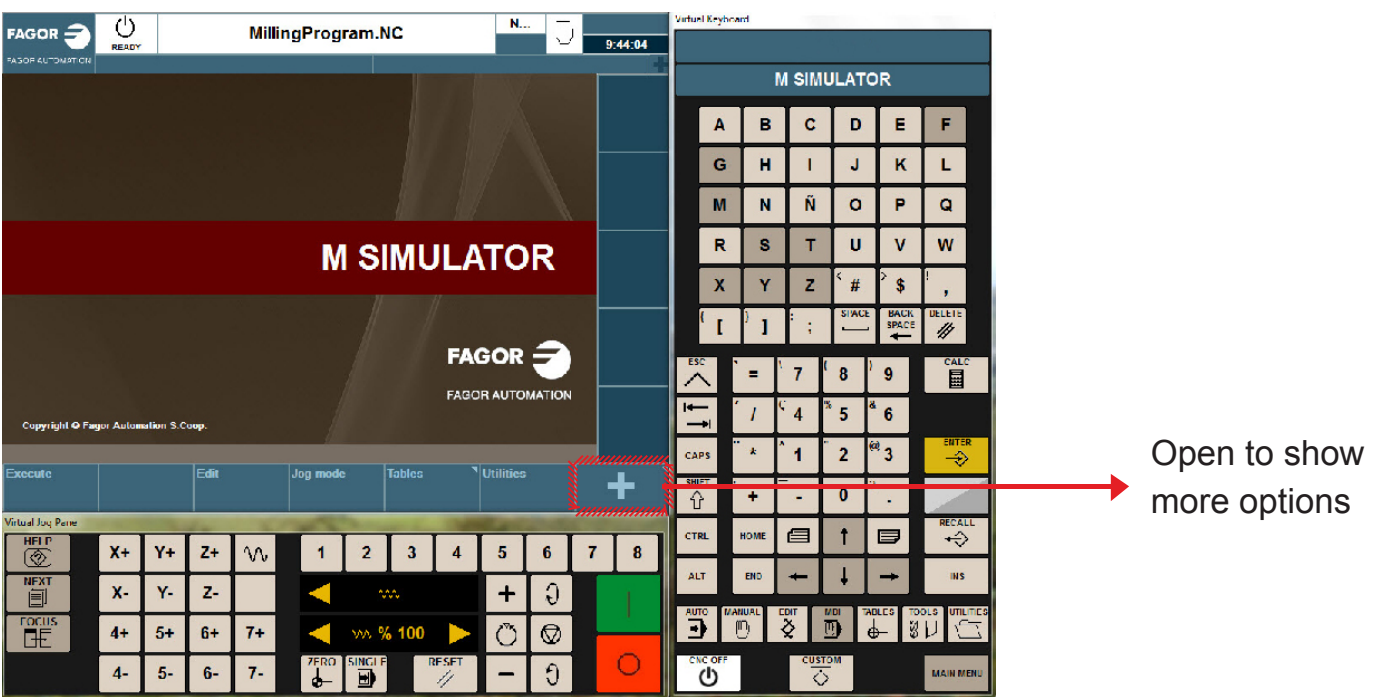 FAGOR
FAGOR AUTOMATION
READY
MillingProgram.NC
N...
9:44:04
M SIMULATOR
FAGOR
FAGOR AUTOMATION
Copyright © Fagor Automation S.Coop.
Execute Edit Jog mode Tables Utilities
+
Virtual Jog Pane
HELP X+ Y+ Z+ 1 2 3 4 5 6 7 8
NEXT X- Y- Z- +
FOCUS 4+ 5+ 6+ 7+ % 100
4- 5- 6- 7- ZERO SINGLE RESET -
Virtual Keyboard
M SIMULATOR
A B C D E F
G H I J K L
M N Ñ O P Q
R S T U V W
X Y Z < # > $ ! ,
{ [ } ] : ; SPACE BACK SPACE DELETE
ESC = \ 7 ( 8 ) 9 CALC
/ 4 % 5 & 6
CAPS " * ^ 1 2 @ 3 ENTER
SHIFT + - 0 .
CTRL HOME ↑ RECALL
ALT END ← ↓ → INS
AUTO MANUAL EDIT MDI TABLES TOOLS UTILITIES
CNC OFF CUSTOM MAIN MENU
Open to show
more options